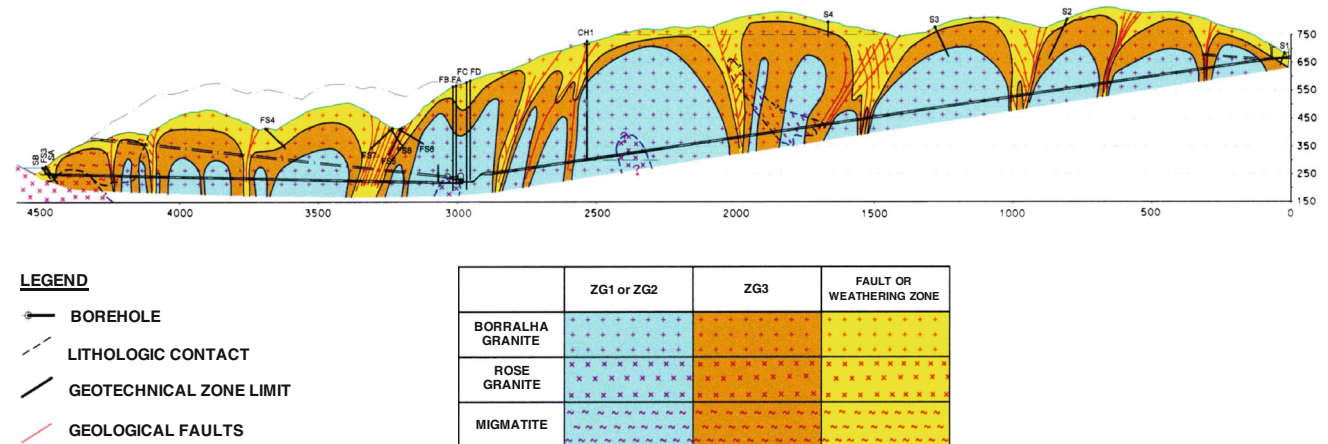 S4
S3
S2
S1
CH1
FC FD
FB FA
FS4
FS7
FS5
FS8
FS6
SB
FS3
SA
750
650
550
450
350
250
150
4500
4000
3500
3000
2500
2000
1500
1000
500
0
LEGEND
BOREHOLE
LITHOLOGIC CONTACT
GEOTECHNICAL ZONE LIMIT
GEOLOGICAL FAULTS
ZG1 or ZG2
ZG3
FAULT OR
WEATHERING ZONE
BORRALHA
GRANITE
ROSE
GRANITE
MIGMATITE